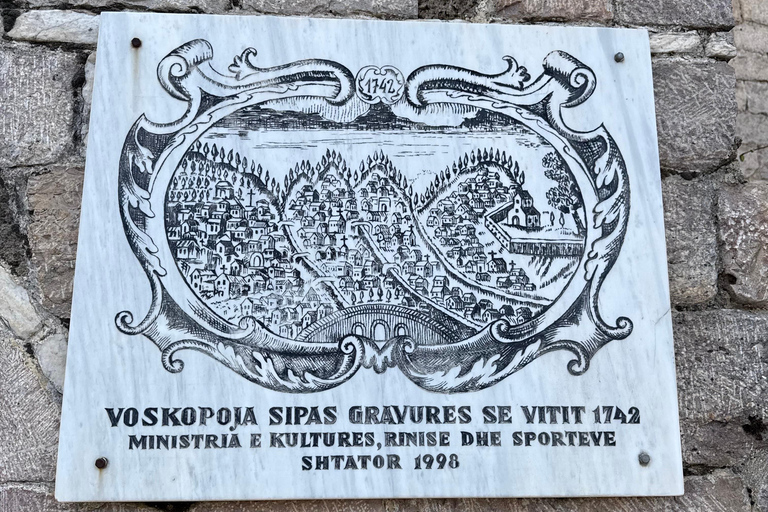 1742
VOSKOPOJA SIPAS GRAVURES SE VITIT 1742
MINISTRIA E KULTURES, RINISE DHE SPORTEVE
SHTATOR 1998